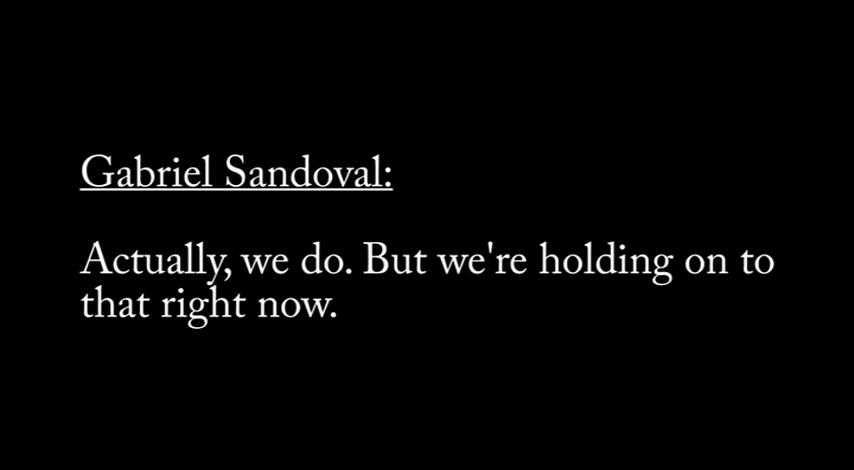 Gabriel Sandoval:
Actually, we do. But we're holding on to
that right now.